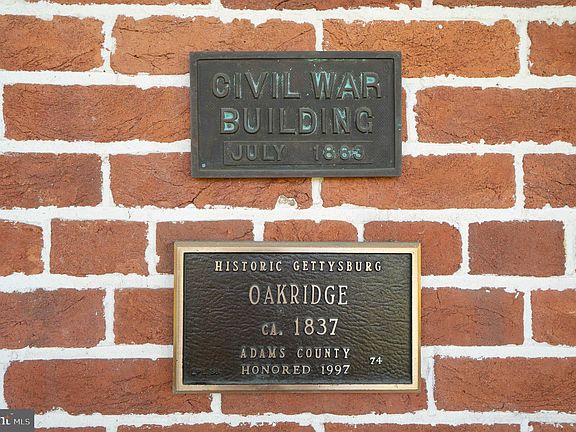 CIVIL WAR
BUILDING
JULY 1863
HISTORIC GETTYSBURG
OAKRIDGE
CA. 1837
ADAMS COUNTY
HONORED 1997
74
MLS